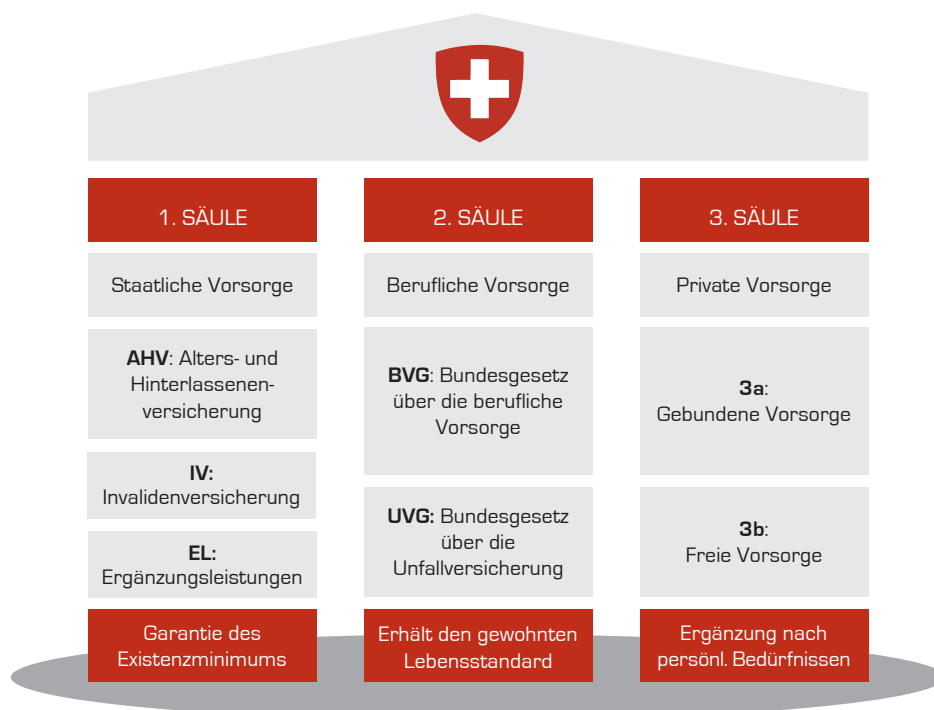 1. SÄULE
Staatliche Vorsorge
AHV: Alters- und
Hinterlassenen-
versicherung
IV:
Invalidenversicherung
EL:
Ergänzungsleistungen
Garantie des
Existenzminimums
2. SÄULE
Berufliche Vorsorge
BVG: Bundesgesetz
über die berufliche
Vorsorge
UVG: Bundesgesetz
über die
Unfallversicherung
Erhält den gewohnten
Lebensstandard
3. SÄULE
Private Vorsorge
3a:
Gebundene Vorsorge
3b:
Freie Vorsorge
Ergänzung nach
persönl. Bedürfnissen